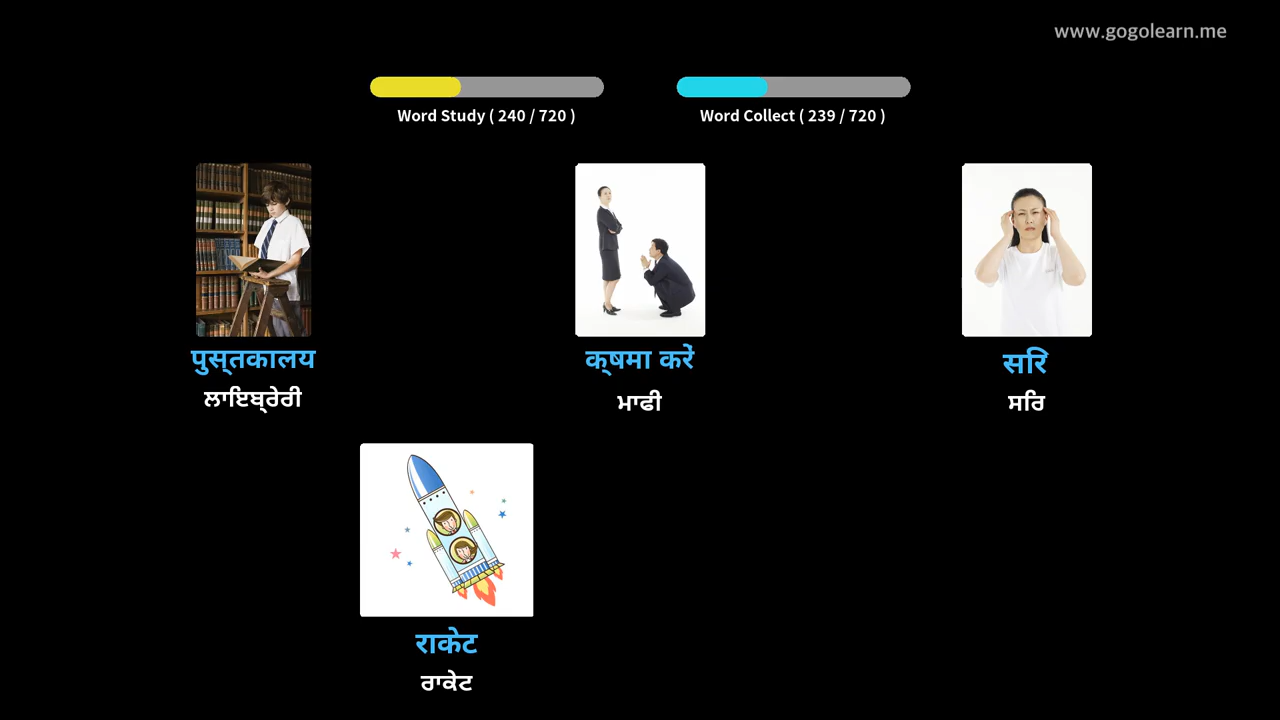 www.gogolearn.me
Word Study ( 240 / 720 )
Word Collect ( 239 / 720 )
पुस्तकालय
ਲਾਇਬ੍ਰੇਰੀ
क्षमा करें
ਮਾਫੀ
सरि
ਸਰਿ
राकेट
ਰਾਕੇਟ